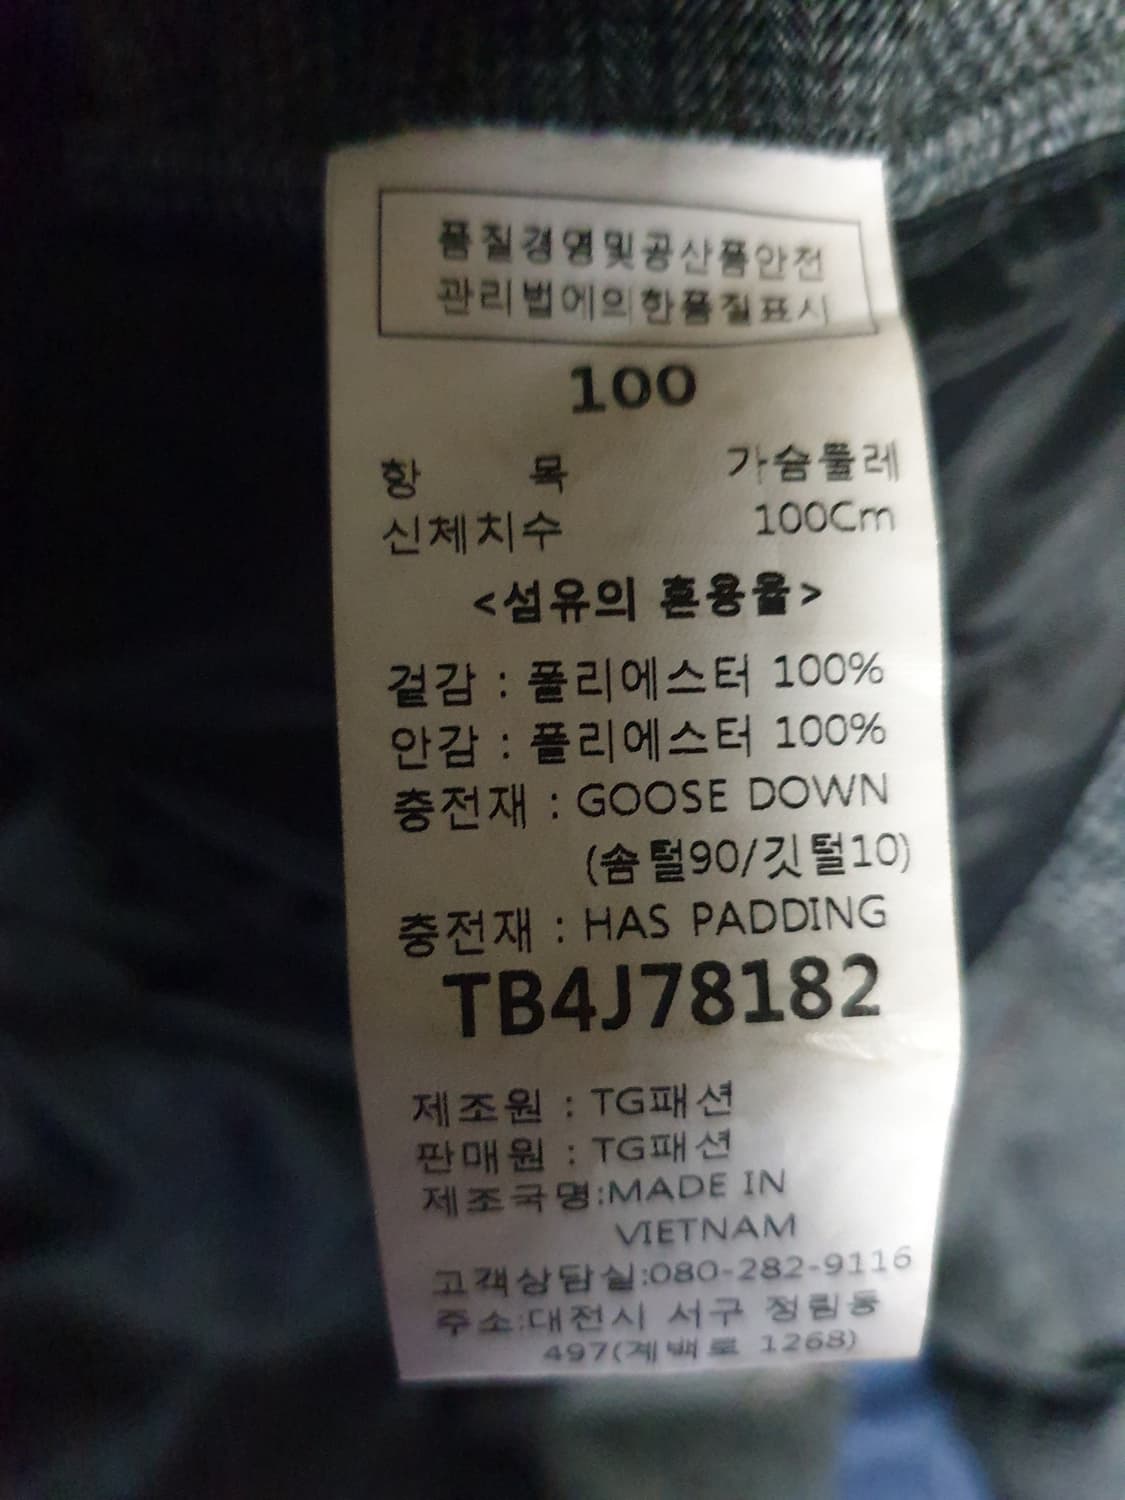 품질경영및공산품안전
관리법에의한품질표시
100
항 목 가슴둘레
신체치수 100Cm
<섬유의 혼용율>
겉감 : 폴리에스터 100%
안감 : 폴리에스터 100%
충전재 : GOOSE DOWN
(솜털90/깃털10)
충전재 : HAS PADDING
TB4J78182
제조원 : TG패션
판매원 : TG패션
제조국명:MADE IN
VIETNAM
고객상담실:080-282-9116
주소:대전시 서구 정림동
497(계백로 1268)